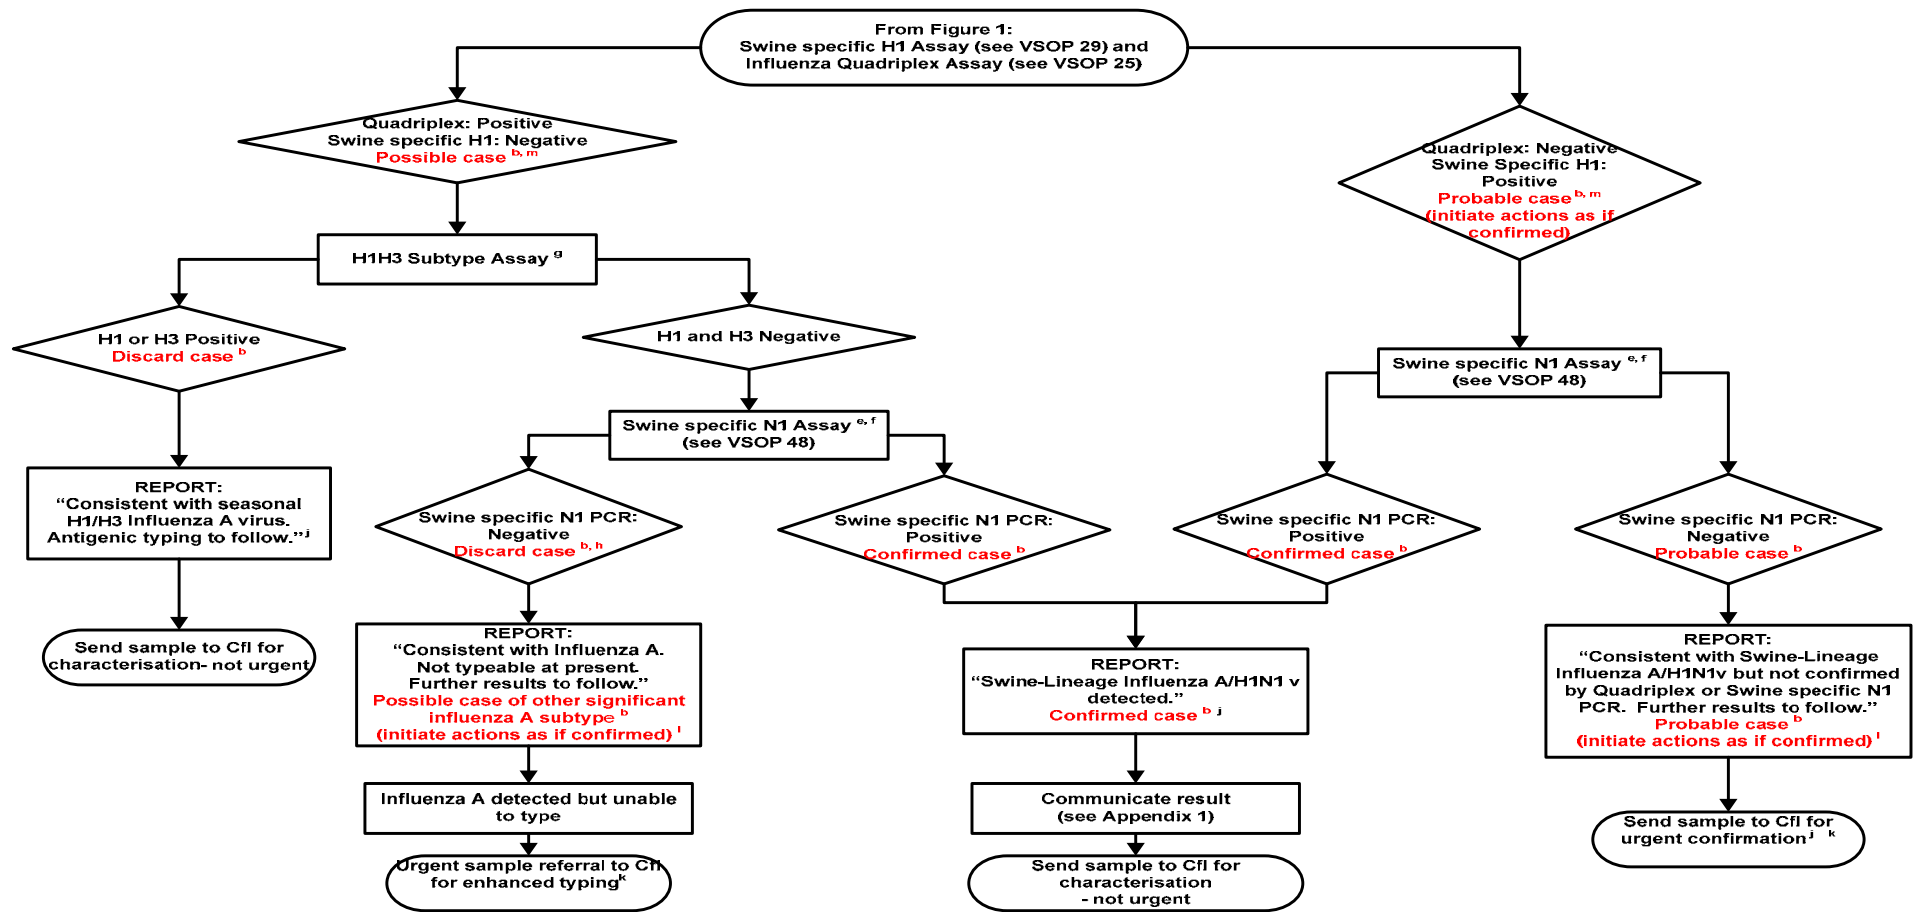 From Figure 1:
Swine specific H1 Assay (see VSOP 29) and
Influenza Quadriplex Assay (see VSOP 25)
Quadriplex: Positive
Swine specific H1: Negative
Possible case b, m
Quadriplex: Negative
Swine Specific H1:
Positive
Probable case b, m
(initiate actions as if
confirmed)
H1H3 Subtype Assay g
H1 or H3 Positive
Discard case b
H1 and H3 Negative
Swine specific N1 Assay e, f
(see VSOP 48)
Swine specific N1 Assay e, f
(see VSOP 48)
REPORT:
“Consistent with seasonal
H1/H3 Influenza A virus.
Antigenic typing to follow.” j
Swine specific N1 PCR:
Negative
Discard case b, h
Swine specific N1 PCR:
Positive
Confirmed case b
Swine specific N1 PCR:
Positive
Confirmed case b
Swine specific N1 PCR:
Negative
Probable case b
Send sample to CfI for
characterisation- not urgent
REPORT:
“Consistent with Influenza A.
Not typeable at present.
Further results to follow.”
Possible case of other significant
influenza A subtype b
(initiate actions as if confirmed) l
REPORT:
“Swine-Lineage Influenza A/H1N1 v
detected.”
Confirmed case b j
REPORT:
“Consistent with Swine-Lineage
Influenza A/H1N1v but not confirmed
by Quadriplex or Swine specific N1
PCR. Further results to follow.”
Probable case b
(initiate actions as if confirmed) l
Influenza A detected but unable
to type
Communicate result
(see Appendix 1)
Send sample to CfI for
urgent confirmation j k
Urgent sample referral to CfI
for enhanced typing k
Send sample to CfI for
characterisation
- not urgent